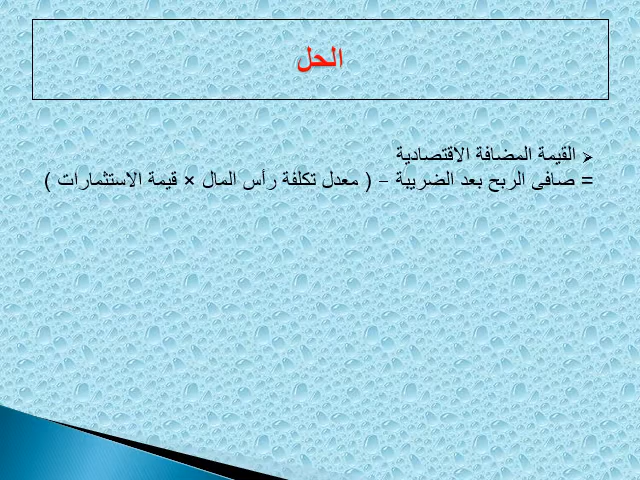 الحل
القيمة المضافة الاقتصادية
= صافى الربح بعد الضريبة – ( معدل تكلفة رأس المال × قيمة الاستثمارات )